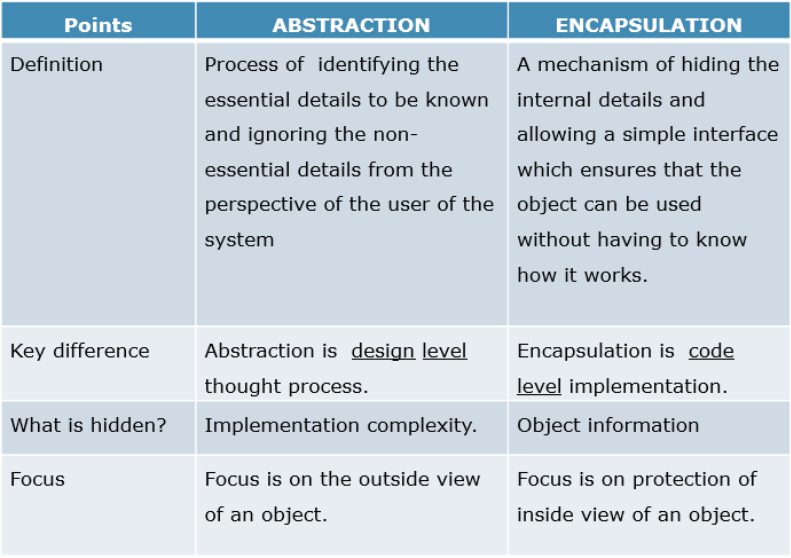 Points ABSTRACTION ENCAPSULATION
Definition
Process of identifying the
essential details to be known
and ignoring the non-
essential details from the
perspective of the user of the
system
A mechanism of hiding the
internal details and
allowing a simple interface
which ensures that the
object can be used
without having to know
how it works.
Key difference
Abstraction is design level
thought process.
Encapsulation is code
level implementation.
What is hidden?
Implementation complexity.
Object information
Focus
Focus is on the outside view
of an object.
Focus is on protection of
inside view of an object.